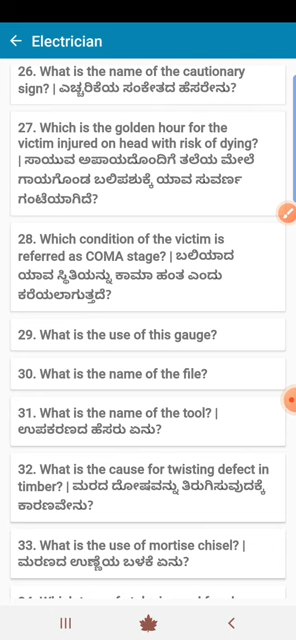 Electrician
26. What is the name of the cautionary
sign? | ಎಚ್ಚರಿಕೆಯ ಸಂಕೇತದ ಹೆಸರೇನು?
27. Which is the golden hour for the
victim injured on head with risk of dying?
| ಸಾಯುವ ಅಪಾಯದೊಂದಿಗೆ ತಲೆಯ ಮೇಲೆ
ಗಾಯಗೊಂಡ ಬಲಿಪಶುಕ್ಕೆ ಯಾವ ಸುವರ್ಣ
ಗಂಟೆಯಾಗಿದೆ?
28. Which condition of the victim is
referred as COMA stage? | ಬಲಿಯಾದ
ಯಾವ ಸ್ಥಿತಿಯನ್ನು ಕಾಮಾ ಹಂತ ಎಂದು
ಕರೆಯಲಾಗುತ್ತದೆ?
29. What is the use of this gauge?
30. What is the name of the file?
31. What is the name of the tool? |
ಉಪಕರಣದ ಹೆಸರು ಏನು?
32. What is the cause for twisting defect in
timber? | ಮರದ ದೋಷವನ್ನು ತಿರುಗಿಸುವುದಕ್ಕೆ
ಕಾರಣವೇನು?
33. What is the use of mortise chisel? |
ಮರಣದ ಉಣ್ಣೆಯ ಬಳಕೆ ಏನು?